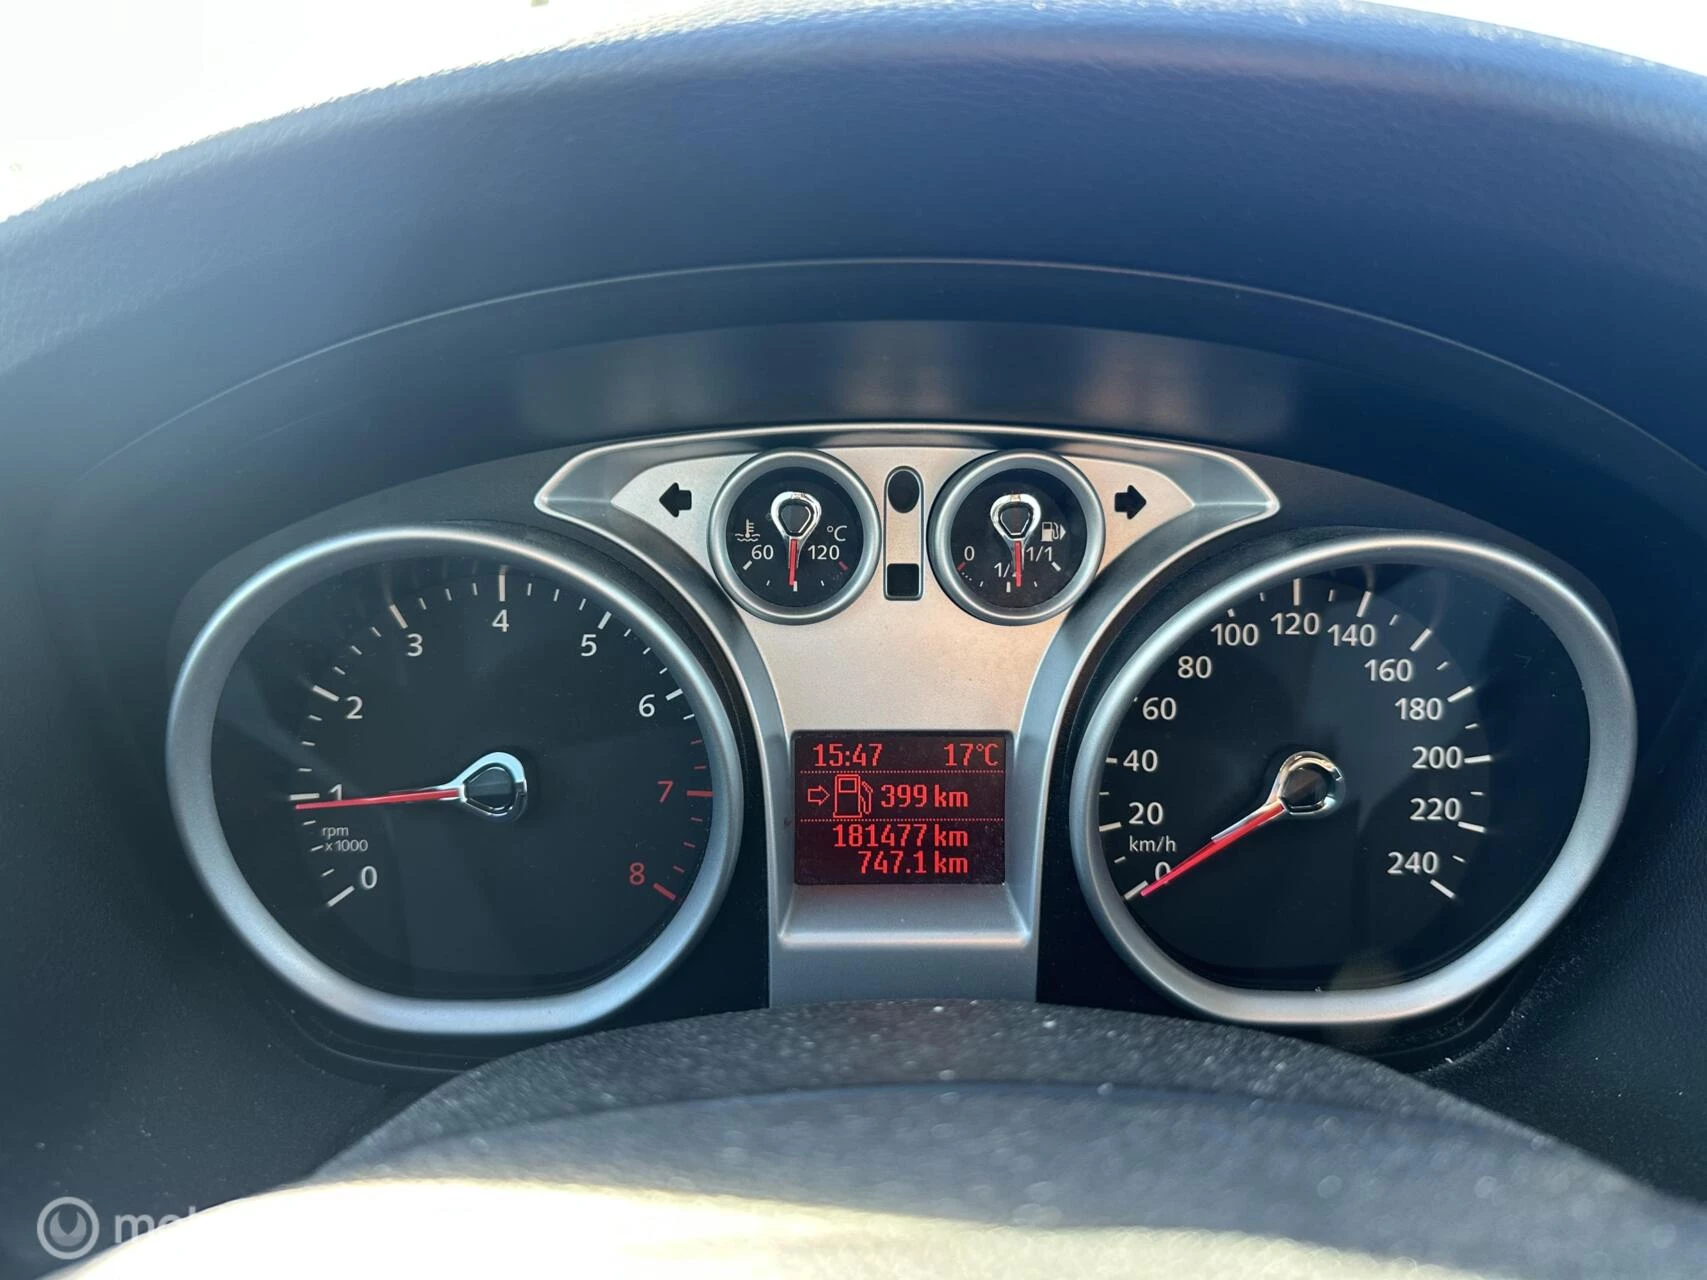 60 120 °C
0 1/2 1/1
0 1 2 3 4 5 6 7 8
rpm
x1000
15:47 17°C
399 km
181477 km
747.1 km
0 20 40 60 80 100 120 140 160 180 200 220 240
km/h